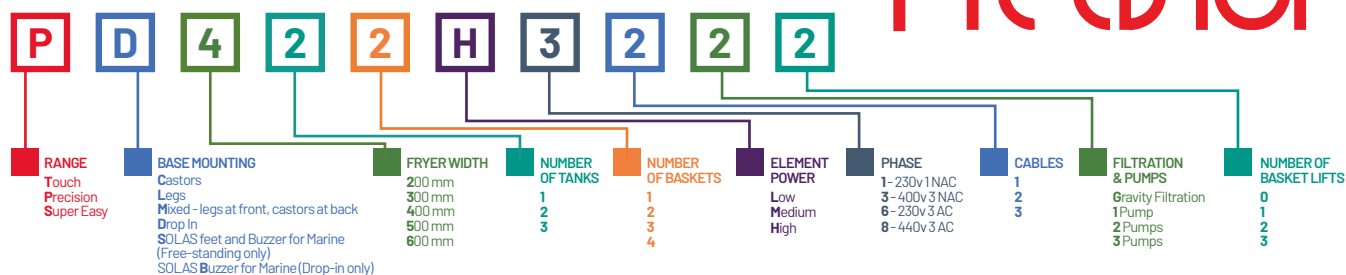 P D 4 2 2 H 3 2 2 2
RANGE
Touch
Precision
Super Easy
BASE MOUNTING
Castors
Legs
Mixed - legs at front, castors at back
Drop In
SOLAS feet and Buzzer for Marine
(Free-standing only)
SOLAS Buzzer for Marine (Drop-in only)
FRYER WIDTH
200 mm
300 mm
400 mm
500 mm
600 mm
NUMBER
OF TANKS
1
2
3
NUMBER
OF BASKETS
1
2
3
4
ELEMENT
POWER
Low
Medium
High
PHASE
1 - 230v 1 NAC
3 - 400v 3 NAC
6 - 230v 3 AC
8 - 440v 3 AC
CABLES
1
2
3
FILTRATION
& PUMPS
Gravity Filtration
1 Pump
2 Pumps
3 Pumps
NUMBER OF
BASKET LIFTS
0
1
2
3